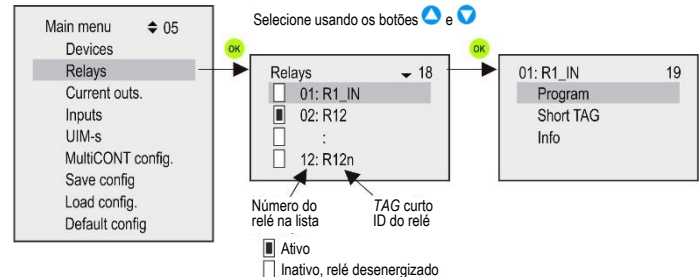 Selecione usando os botões e
Main menu 05
Devices
Relays
Current outs.
Inputs
UIM-s
MultiCONT config.
Save config
Load config.
Default config
OK
Relays 18
01: R1_IN
02: R12
:
12: R12n
Número do
relé na lista
TAG curto
ID do relé
Ativo
Inativo, relé desenergizado
OK
01: R1_IN 19
Program
Short TAG
Info